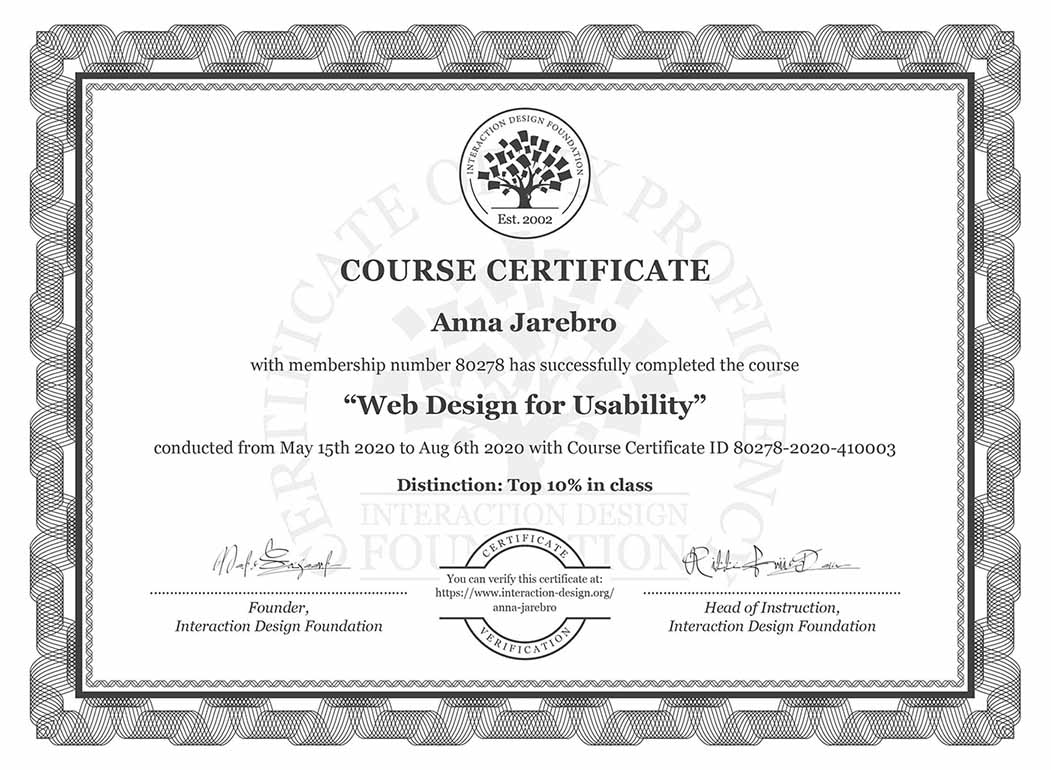 INTERACTION DESIGN FOUNDATION
Est. 2002
COURSE CERTIFICATE
Anna Jarebro
with membership number 80278 has successfully completed the course
“Web Design for Usability”
conducted from May 15th 2020 to Aug 6th 2020 with Course Certificate ID 80278-2020-410003
Distinction: Top 10% in class
CERTIFICATE OF UX PROFICIENCY
INTERACTION DESIGN
FOUNDATION
CERTIFICATE
You can verify this certificate at:
https://www.interaction-design.org/
anna-jarebro
VERIFICATION
Founder,
Interaction Design Foundation
Head of Instruction,
Interaction Design Foundation